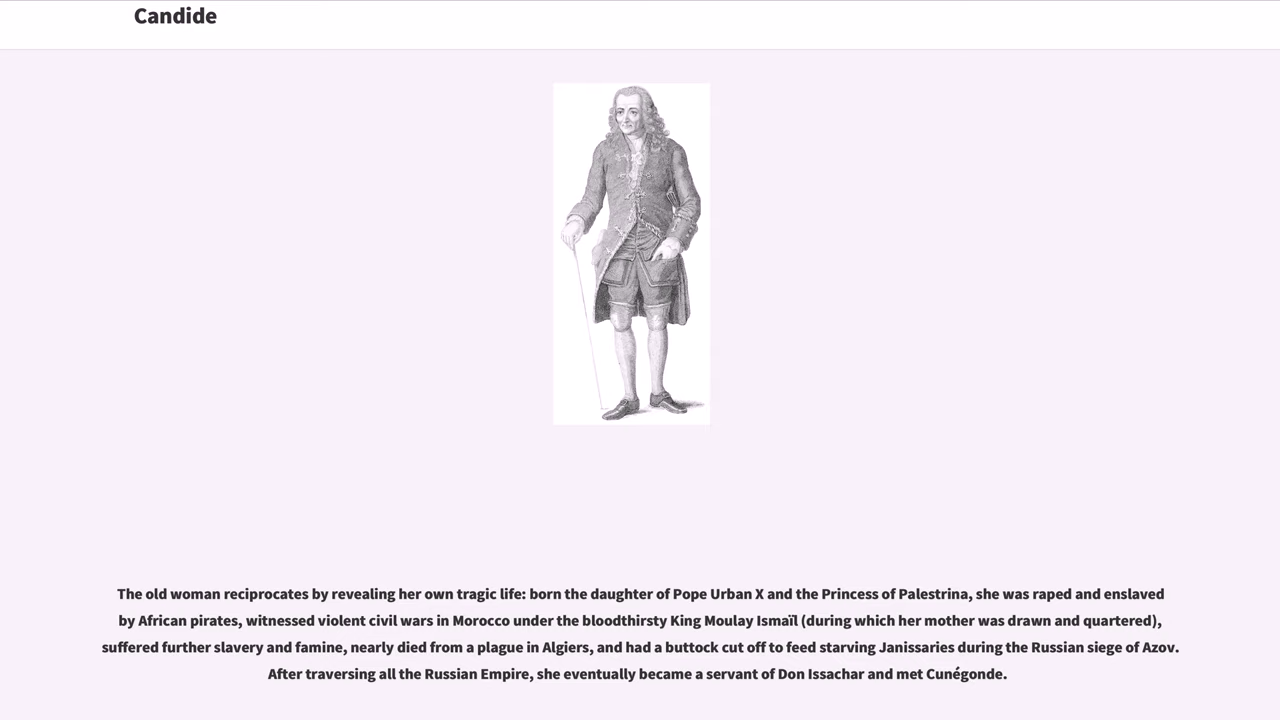 Candide
The old woman reciprocates by revealing her own tragic life: born the daughter of Pope Urban X and the Princess of Palestrina, she was raped and enslaved
by African pirates, witnessed violent civil wars in Morocco under the bloodthirsty King Moulay Ismaïl (during which her mother was drawn and quartered),
suffered further slavery and famine, nearly died from a plague in Algiers, and had a buttock cut off to feed starving Janissaries during the Russian siege of Azov.
After traversing all the Russian Empire, she eventually became a servant of Don Issachar and met Cunégonde.